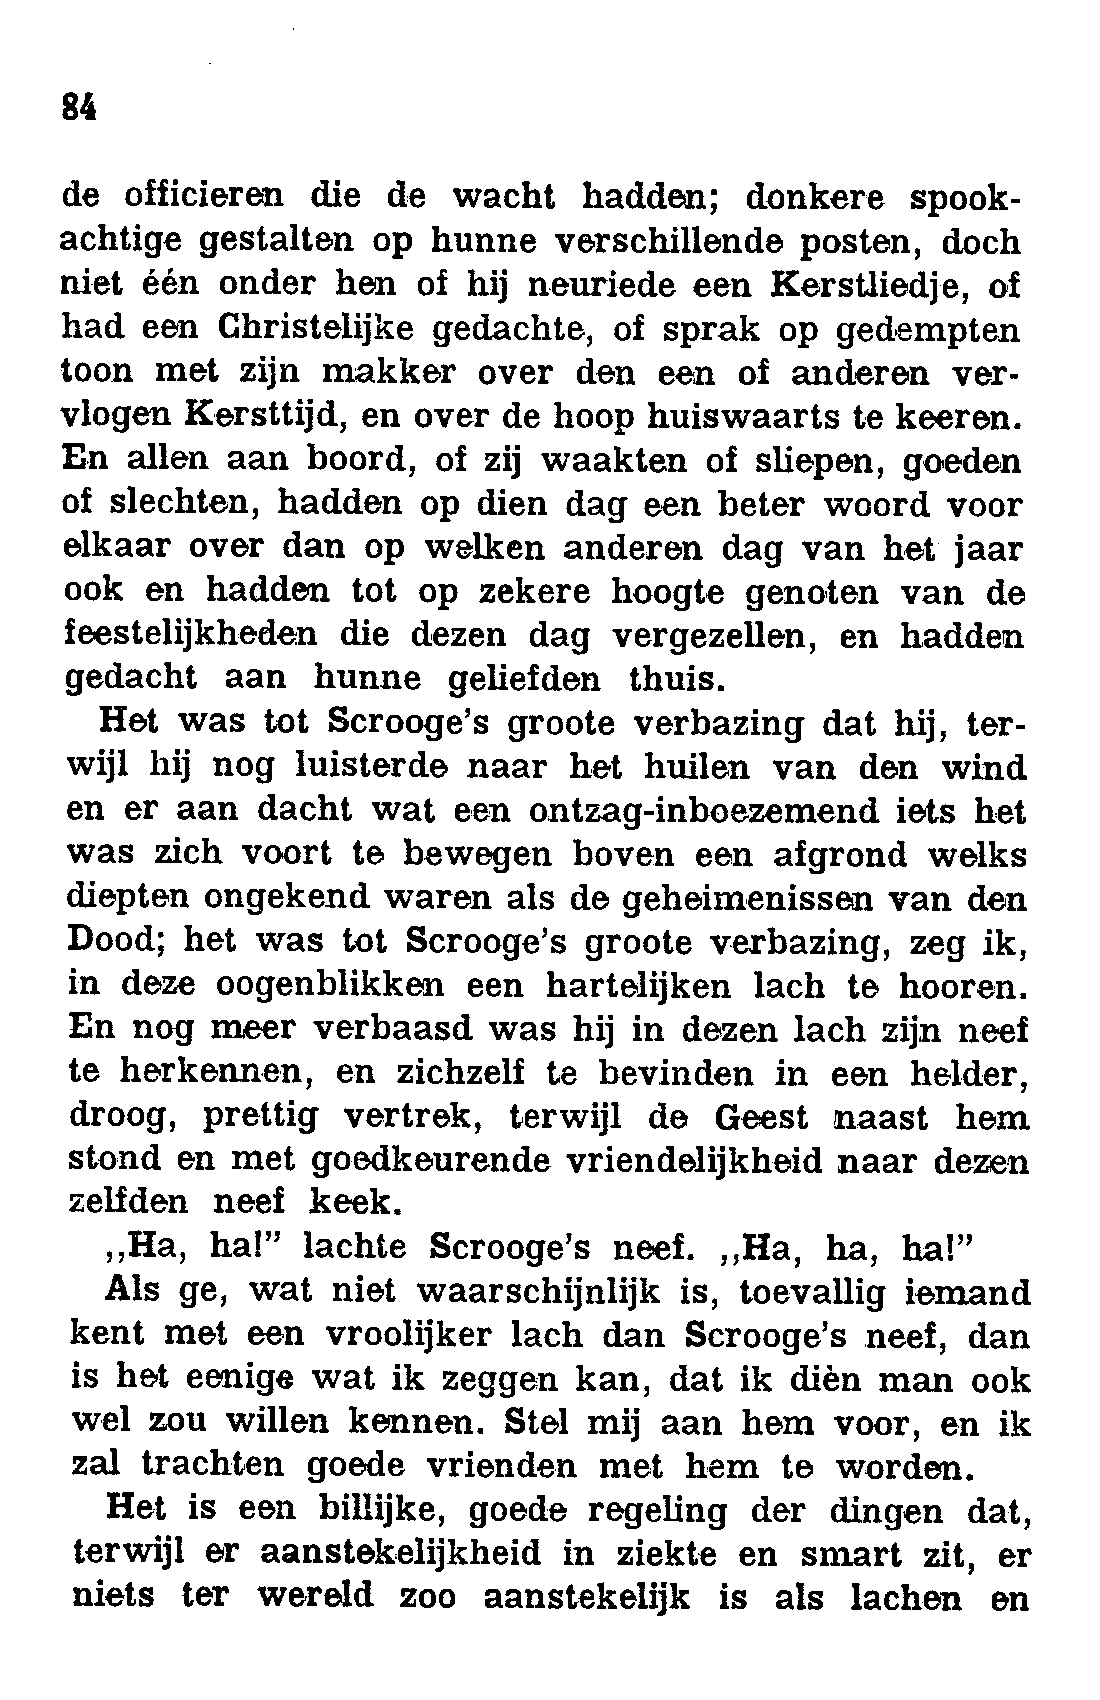 84
de officieren die de wacht hadden; donkere spook-
achtige gestalten op hunne verschillende posten, doch
niet één onder hen of hij neuriede een Kerstliedje, of
had een Christelijke gedachte, of sprak op gedempten
toon met zijn makker over den een of anderen ver-
vlogen Kersttijd, en over de hoop huiswaarts te keeren.
En allen aan boord, of zij waakten of sliepen, goeden
of slechten, hadden op dien dag een beter woord voor
elkaar over dan op welken anderen dag van het jaar
ook en hadden tot op zekere hoogte genoten van de
feestelijkheden die dezen dag vergezellen, en hadden
gedacht aan hunne geliefden thuis.
Het was tot Scrooge's groote verbazing dat hij, ter-
wijl hij nog luisterde naar het huilen van den wind
en er aan dacht wat een ontzag-inboezemend iets het
was zich voort te bewegen boven een afgrond welks
diepten ongekend waren als de geheimenissen van den
Dood; het was tot Scrooge's groote verbazing, zeg ik,
in deze oogenblikken een hartelijken lach te hooren.
En nog meer verbaasd was hij in dezen lach zijn neef
te herkennen, en zichzelf te bevinden in een helder,
droog, prettig vertrek, terwijl de Geest naast hem
stond en met goedkeurende vriendelijkheid naar dezen
zelfden neef keek.
,,Ha, ha!” lachte Scrooge's neef. ,,Ha, ha, ha!”
Als ge, wat niet waarschijnlijk is, toevallig iemand
kent met een vroolijker lach dan Scrooge's neef, dan
is het eenige wat ik zeggen kan, dat ik dièn man ook
wel zou willen kennen. Stel mij aan hem voor, en ik
zal trachten goede vrienden met hem te worden.
Het is een billijke, goede regeling der dingen dat,
terwijl er aanstekelijkheid in ziekte en smart zit, er
niets ter wereld zoo aanstekelijk is als lachen en